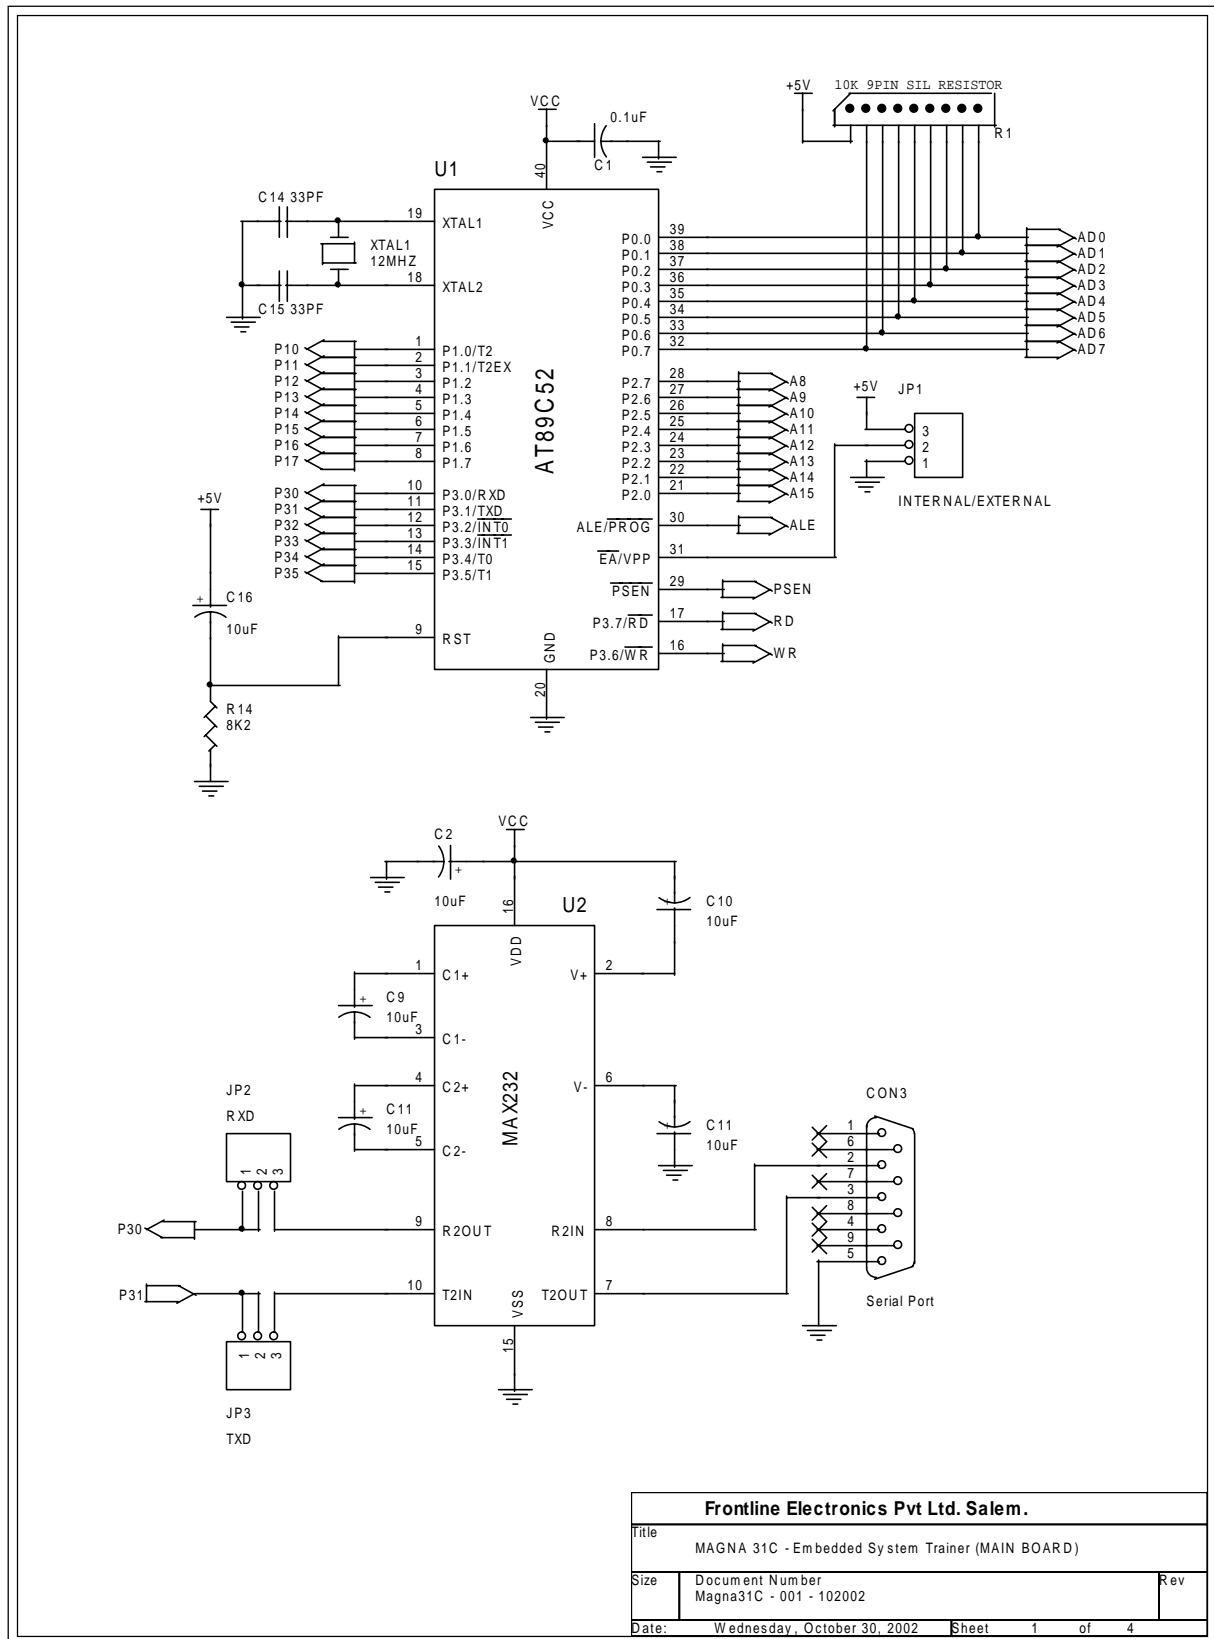 +5V
10K 9PIN SIL RESISTOR
R1
VCC
0.1uF
C1
U1
40
VCC
C14 33PF
19
XTAL1
XTAL1
12MHZ
18
XTAL2
C15 33PF
P10 1 P1.0/T2
P11 2 P1.1/T2EX
P12 3 P1.2
P13 4 P1.3
P14 5 P1.4
P15 6 P1.5
P16 7 P1.6
P17 8 P1.7
P30 10 P3.0/RXD
P31 11 P3.1/TXD
P32 12 P3.2/INT0
P33 13 P3.3/INT1
P34 14 P3.4/T0
P35 15 P3.5/T1
+5V
+ C16
10uF
9 RST
R14
8K2
AT89C52
GND
20
P0.0 39 AD0
P0.1 38 AD1
P0.2 37 AD2
P0.3 36 AD3
P0.4 35 AD4
P0.5 34 AD5
P0.6 33 AD6
P0.7 32 AD7
P2.7 28 A8
P2.6 27 A9
P2.5 26 A10
P2.4 25 A11
P2.3 24 A12
P2.2 23 A13
P2.1 22 A14
P2.0 21 A15
ALE/PROG 30 ALE
EA/VPP 31
PSEN 29 PSEN
P3.7/RD 17 RD
P3.6/WR 16 WR
+5V JP1
3
2
1
INTERNAL/EXTERNAL
VCC
C2
+
10uF
16
VDD
U2
+
C10
10uF
1 C1+
+ C9
10uF
3 C1-
4 C2+
+ C11
10uF
5 C2-
MAX232
V+ 2
V- 6
+
C11
10uF
JP2
RXD
1 2 3
P30
9 R2OUT
R2IN 8
P31
10 T2IN
T2OUT 7
VSS
15
1 2 3
JP3
TXD
CON3
1
6
2
7
3
8
4
9
5
Serial Port
Frontline Electronics Pvt Ltd. Salem.
Title
MAGNA 31C - Embedded System Trainer (MAIN BOARD)
Size Document Number Rev
Magna31C - 001 - 102002
Date: Wednesday, October 30, 2002 Sheet 1 of 4